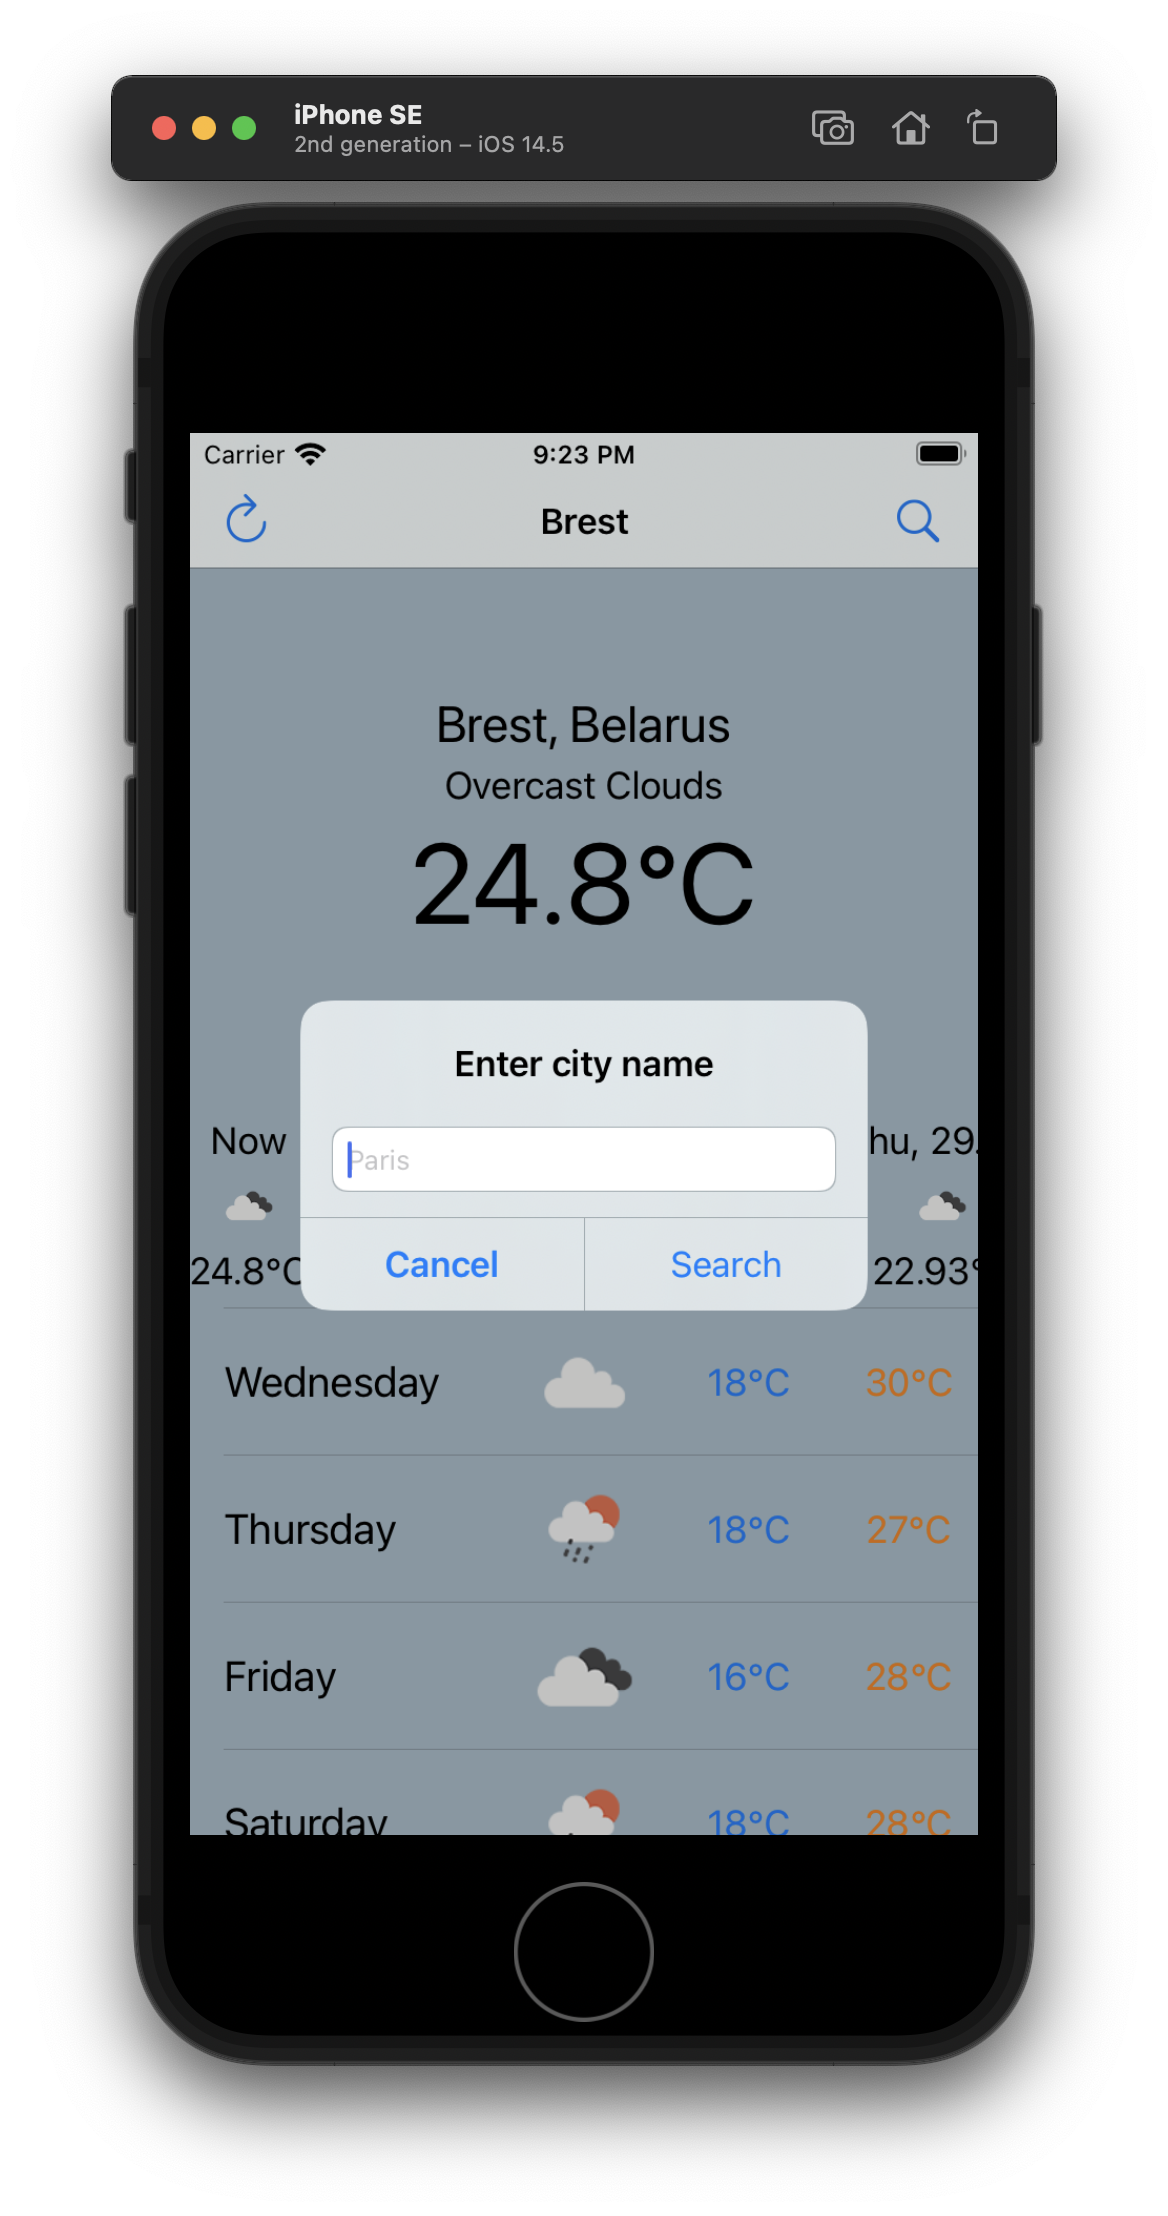 iPhone SE
2nd generation – iOS 14.5
Carrier 9:23 PM
Brest
Brest, Belarus
Overcast Clouds
24.8°C
Enter city name
Now hu, 29.
Paris
24.8°C 22.93°
Cancel Search
Wednesday 18°C 30°C
Thursday 18°C 27°C
Friday 16°C 28°C
Saturday 18°C 28°C